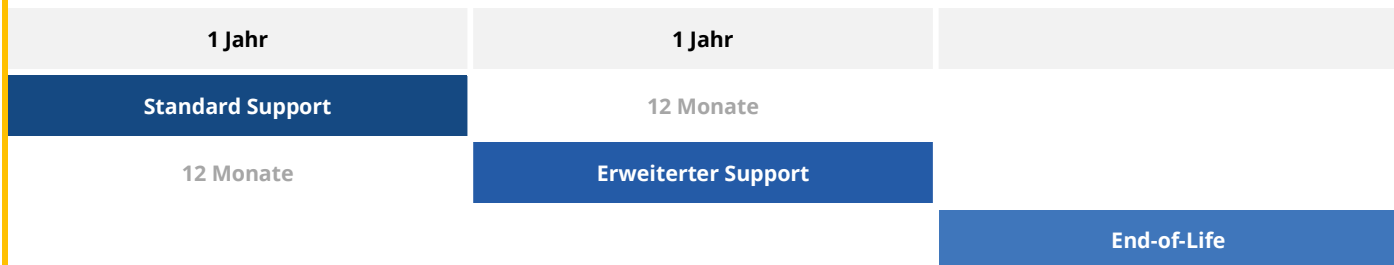 1 Jahr 1 Jahr
Standard Support 12 Monate
12 Monate Erweiterter Support
End-of-Life